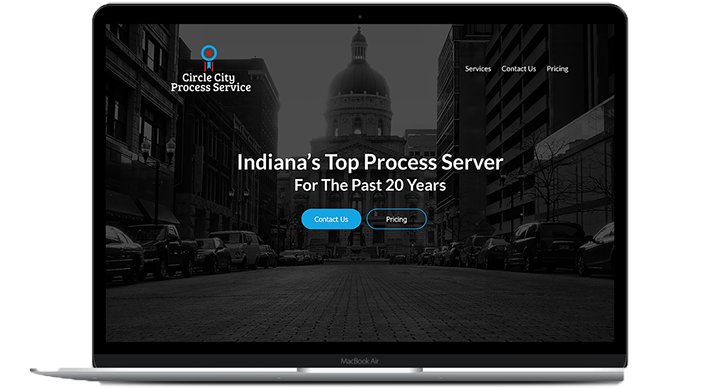 Circle City
Process Service
Services Contact Us Pricing
Indiana's Top Process Server
For The Past 20 Years
Contact Us Pricing
MacBook Air